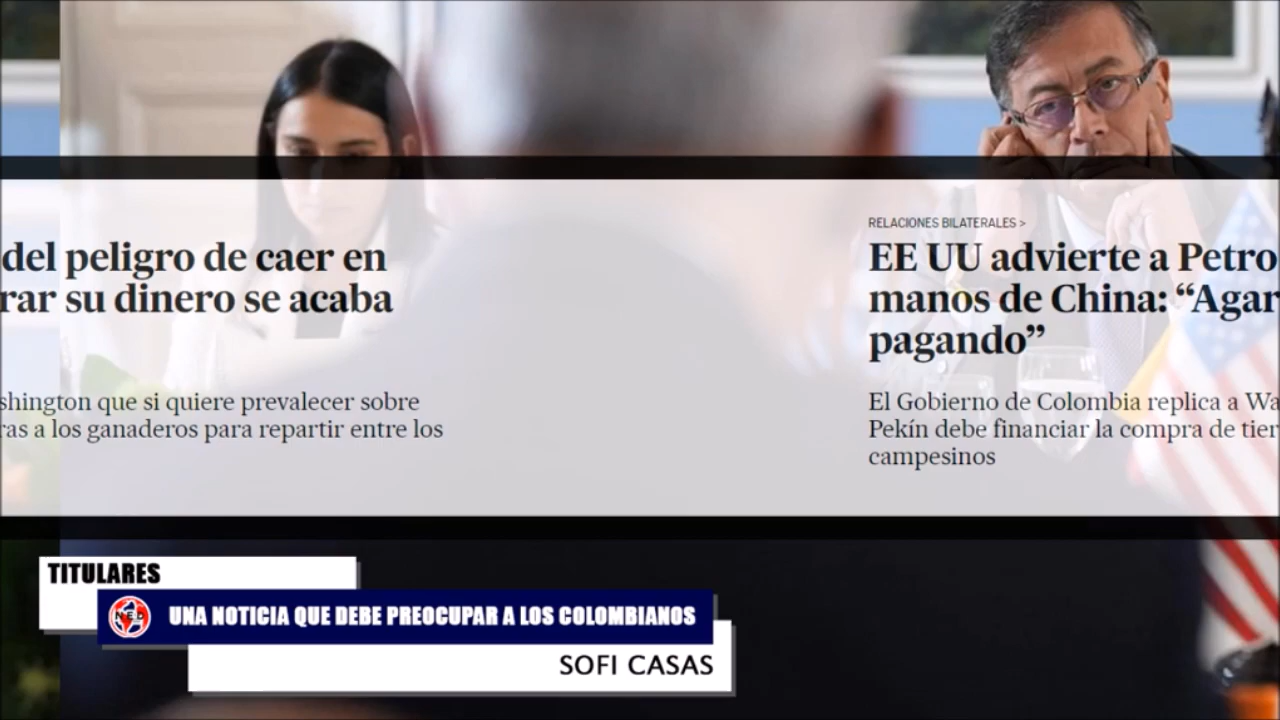 del peligro de caer en
rar su dinero se acaba
shington que si quiere prevalecer sobre
ras a los ganaderos para repartir entre los
RELACIONES BILATERALES >
EE UU advierte a Petro
manos de China: “Agar
pagando”
El Gobierno de Colombia replica a Wa
Pekín debe financiar la compra de tier
campesinos
TITULARES
UNA NOTICIA QUE DEBE PREOCUPAR A LOS COLOMBIANOS
SOFI CASAS